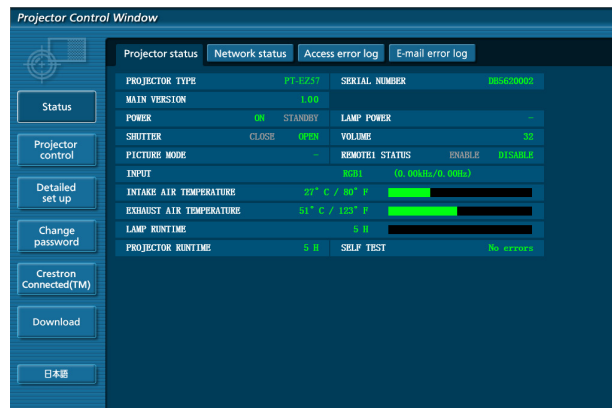 Projector Control Window
Projector status Network status Access error log E-mail error log
PROJECTOR TYPE PT-EZ57 SERIAL NUMBER DB5620002
MAIN VERSION 1.00
POWER ON STANDBY LAMP POWER –
SHUTTER CLOSE OPEN VOLUME 32
PICTURE MODE – REMOTE1 STATUS ENABLE DISABLE
INPUT RGB1 (0.00kHz/0.00Hz)
INTAKE AIR TEMPERATURE 27° C / 80° F
EXHAUST AIR TEMPERATURE 51° C / 123° F
LAMP RUNTIME 5 H
PROJECTOR RUNTIME 5 H SELF TEST No errors
Status
Projector
control
Detailed
set up
Change
password
Crestron
Connected(TM)
Download
日本語